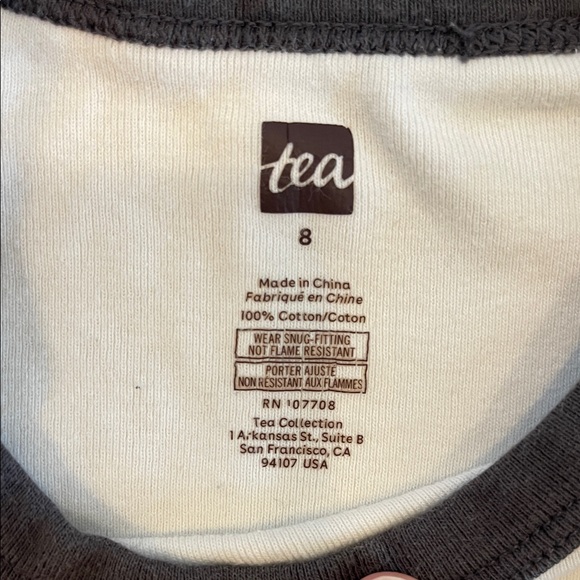 tea
8
Made in China
Fabriqué en Chine
100% Cotton/Coton
WEAR SNUG-FITTING
NOT FLAME RESISTANT
PORTER AJUSTE
NON RÉSISTANT AUX FLAMMES
RN 107708
Tea Collection
1 Arkansas St., Suite B
San Francisco, CA
94107 USA